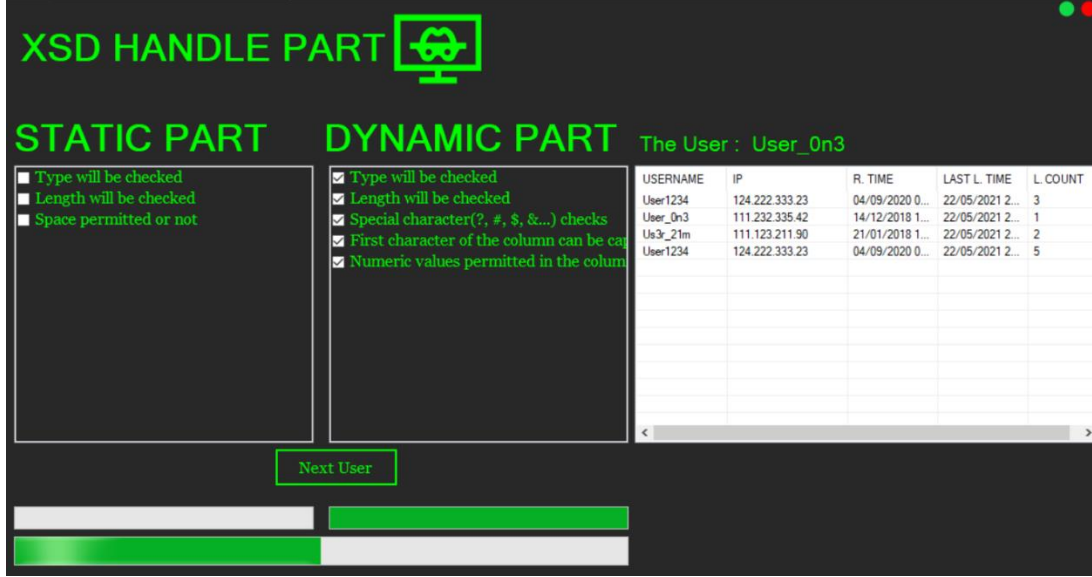 XSD HANDLE PART
STATIC PART
Type will be checked
Length will be checked
Space permitted or not
DYNAMIC PART
Type will be checked
Length will be checked
Special character(?, #, $, &...) checks
First character of the column can be cap
Numeric values permitted in the colum
The User : User_0n3
USERNAME IP R. TIME LAST L. TIME L. COUNT
User1234 124.222.333.23 04/09/2020 0... 22/05/2021 2... 3
User_0n3 111.232.335.42 14/12/2018 1... 22/05/2021 2... 1
Us3r_21m 111.123.211.90 21/01/2018 1... 22/05/2021 2... 2
User1234 124.222.333.23 04/09/2020 0... 22/05/2021 2... 5
Next User